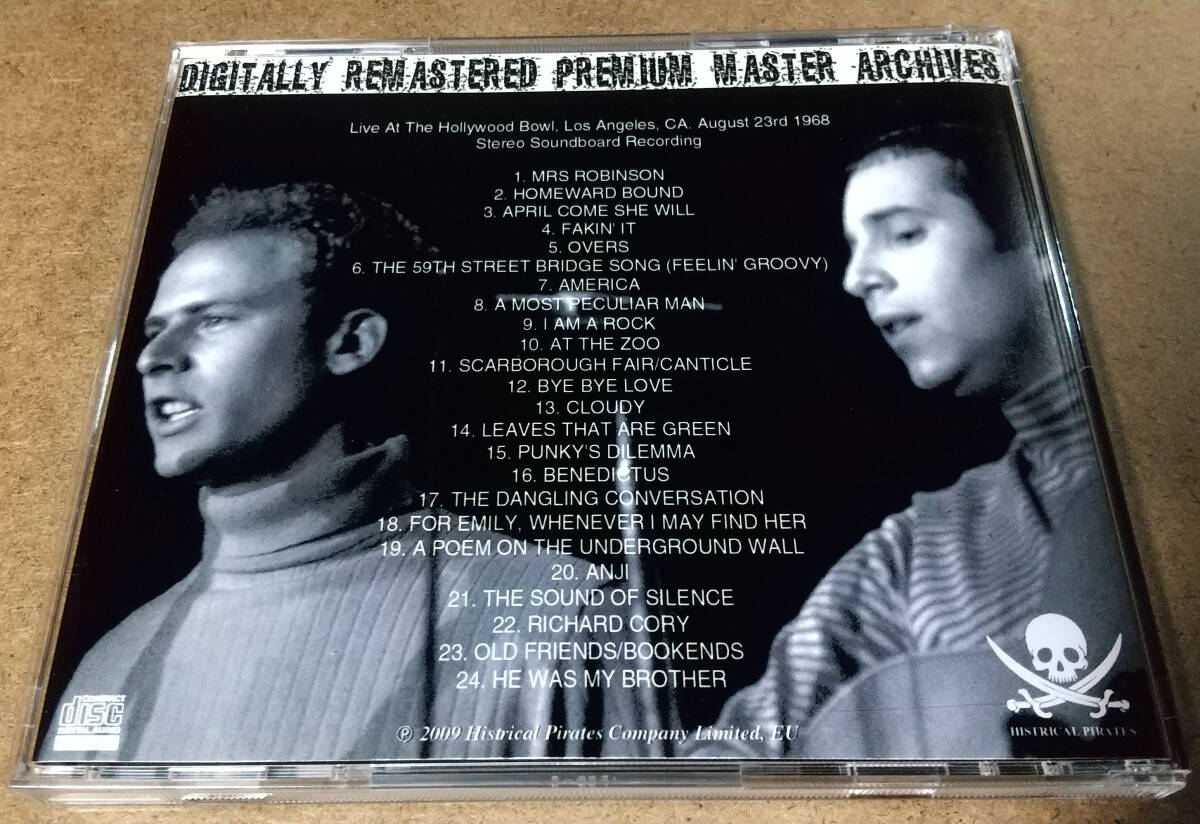 DIGITALLY REMASTERED PREMIUM MASTER ARCHIVES
Live At The Hollywood Bowl, Los Angeles, CA. August 23rd 1968
Stereo Soundboard Recording
1. MRS ROBINSON
2. HOMEWARD BOUND
3. APRIL COME SHE WILL
4. FAKIN' IT
5. OVERS
6. THE 59TH STREET BRIDGE SONG (FEELIN' GROOVY)
7. AMERICA
8. A MOST PECULIAR MAN
9. I AM A ROCK
10. AT THE ZOO
11. SCARBOROUGH FAIR/CANTICLE
12. BYE BYE LOVE
13. CLOUDY
14. LEAVES THAT ARE GREEN
15. PUNKY'S DILEMMA
16. BENEDICTUS
17. THE DANGLING CONVERSATION
18. FOR EMILY, WHENEVER I MAY FIND HER
19. A POEM ON THE UNDERGROUND WALL
20. ANJI
21. THE SOUND OF SILENCE
22. RICHARD CORY
23. OLD FRIENDS/BOOKENDS
24. HE WAS MY BROTHER
COMPACT
disc
DIGITAL AUDIO
℗ 2009 Histrical Pirates Company Limited, EU
HISTRICAL PIRATES